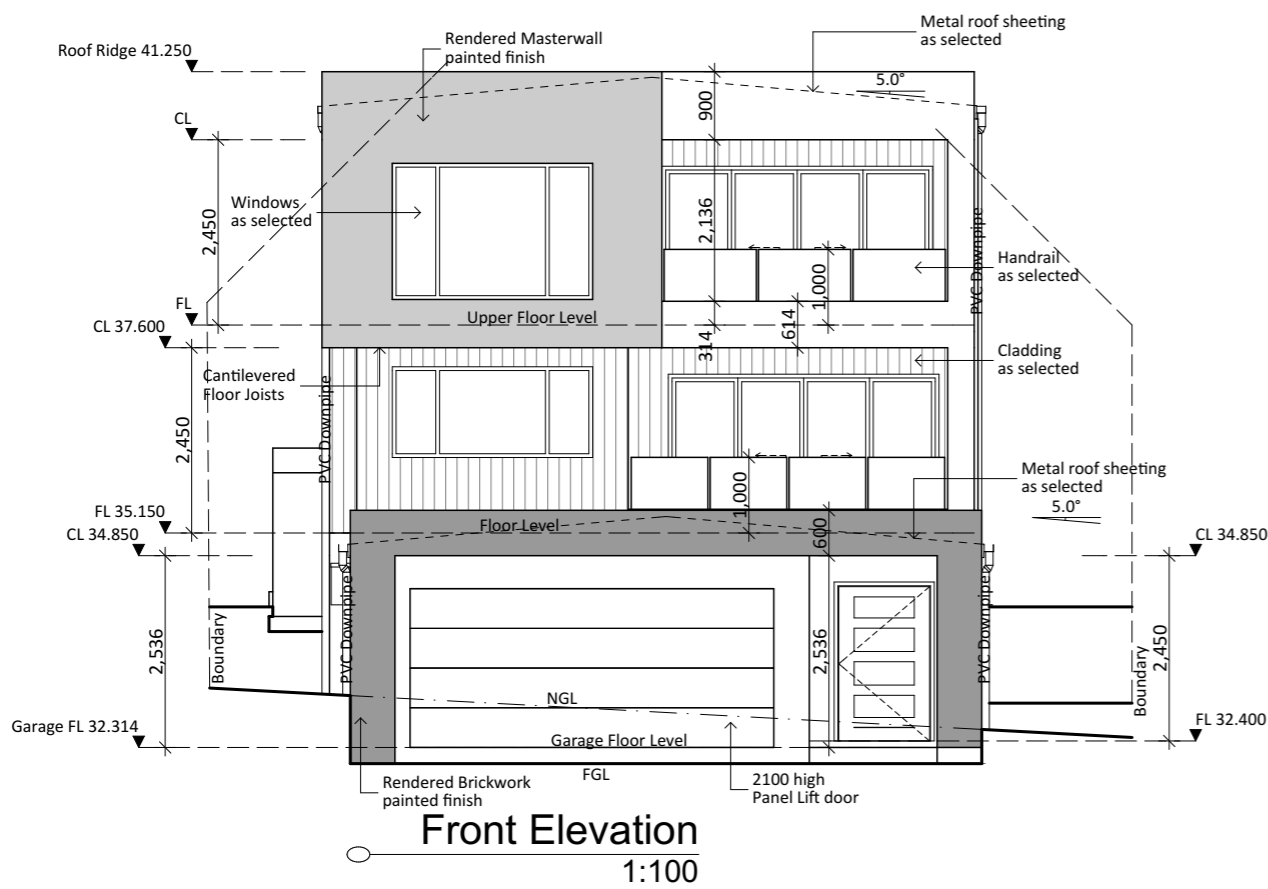 Metal roof sheeting
as selected
Rendered Masterwall
painted finish
Roof Ridge 41.250
5.0°
900
CL
2,450
Windows
as selected
2,136
PVC Downpipe
1,000
Handrail
as selected
FL
Upper Floor Level
614
314
CL 37.600
Cladding
as selected
Cantilevered
Floor Joists
2,450
PVC Downpipe
Metal roof sheeting
as selected
1,000
5.0°
FL 35.150
Floor Level
600
CL 34.850
CL 34.850
2,536
Boundary
PVC Downpipe
2,536
PVC Downpipe
2,450
Boundary
NGL
Garage FL 32.314
Garage Floor Level
FL 32.400
FGL
Rendered Brickwork
painted finish
2100 high
Panel Lift door
Front Elevation
1:100